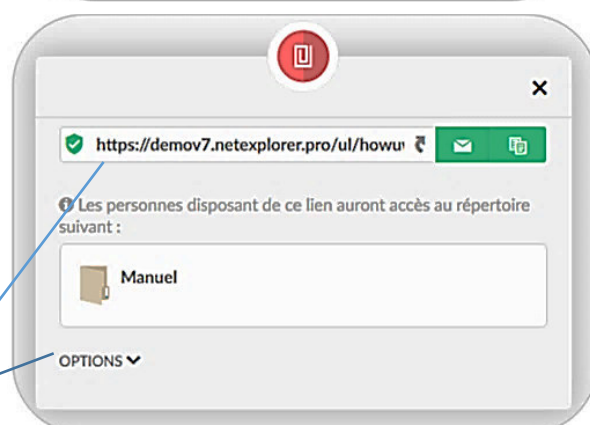 https://demov7.netexplorer.pro/ul/howu
Les personnes disposant de ce lien auront accès au répertoire
suivant :
Manuel
OPTIONS